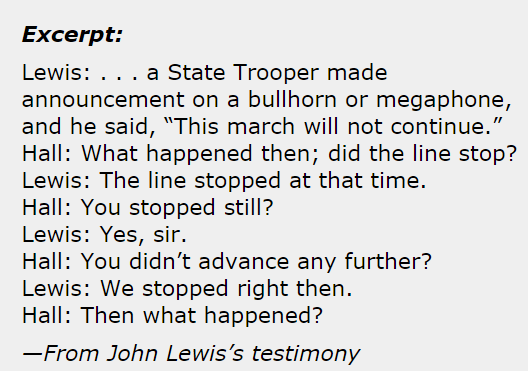 Excerpt:
Lewis: . . . a State Trooper made
announcement on a bullhorn or megaphone,
and he said, “This march will not continue.”
Hall: What happened then; did the line stop?
Lewis: The line stopped at that time.
Hall: You stopped still?
Lewis: Yes, sir.
Hall: You didn’t advance any further?
Lewis: We stopped right then.
Hall: Then what happened?
—From John Lewis’s testimony